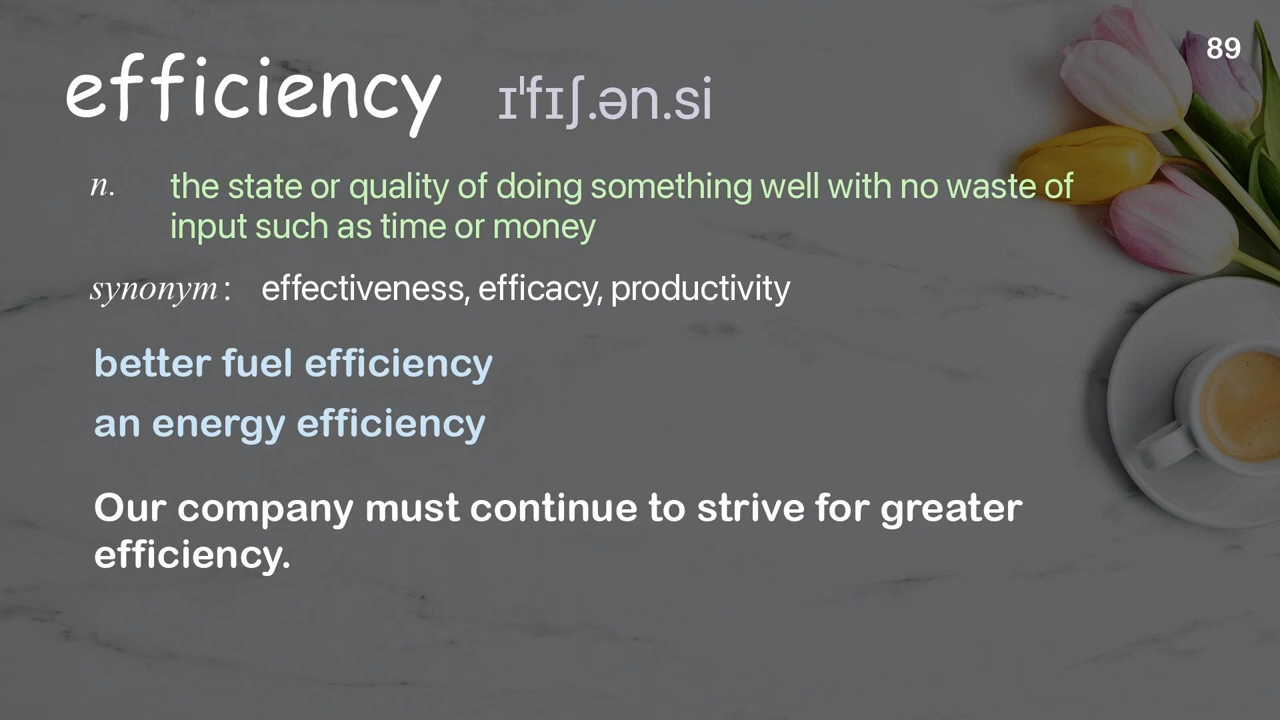 89
efficiency ɪˈfɪʃ.ən.si
n. the state or quality of doing something well with no waste of
input such as time or money
synonym: effectiveness, efficacy, productivity
better fuel efficiency
an energy efficiency
Our company must continue to strive for greater
efficiency.